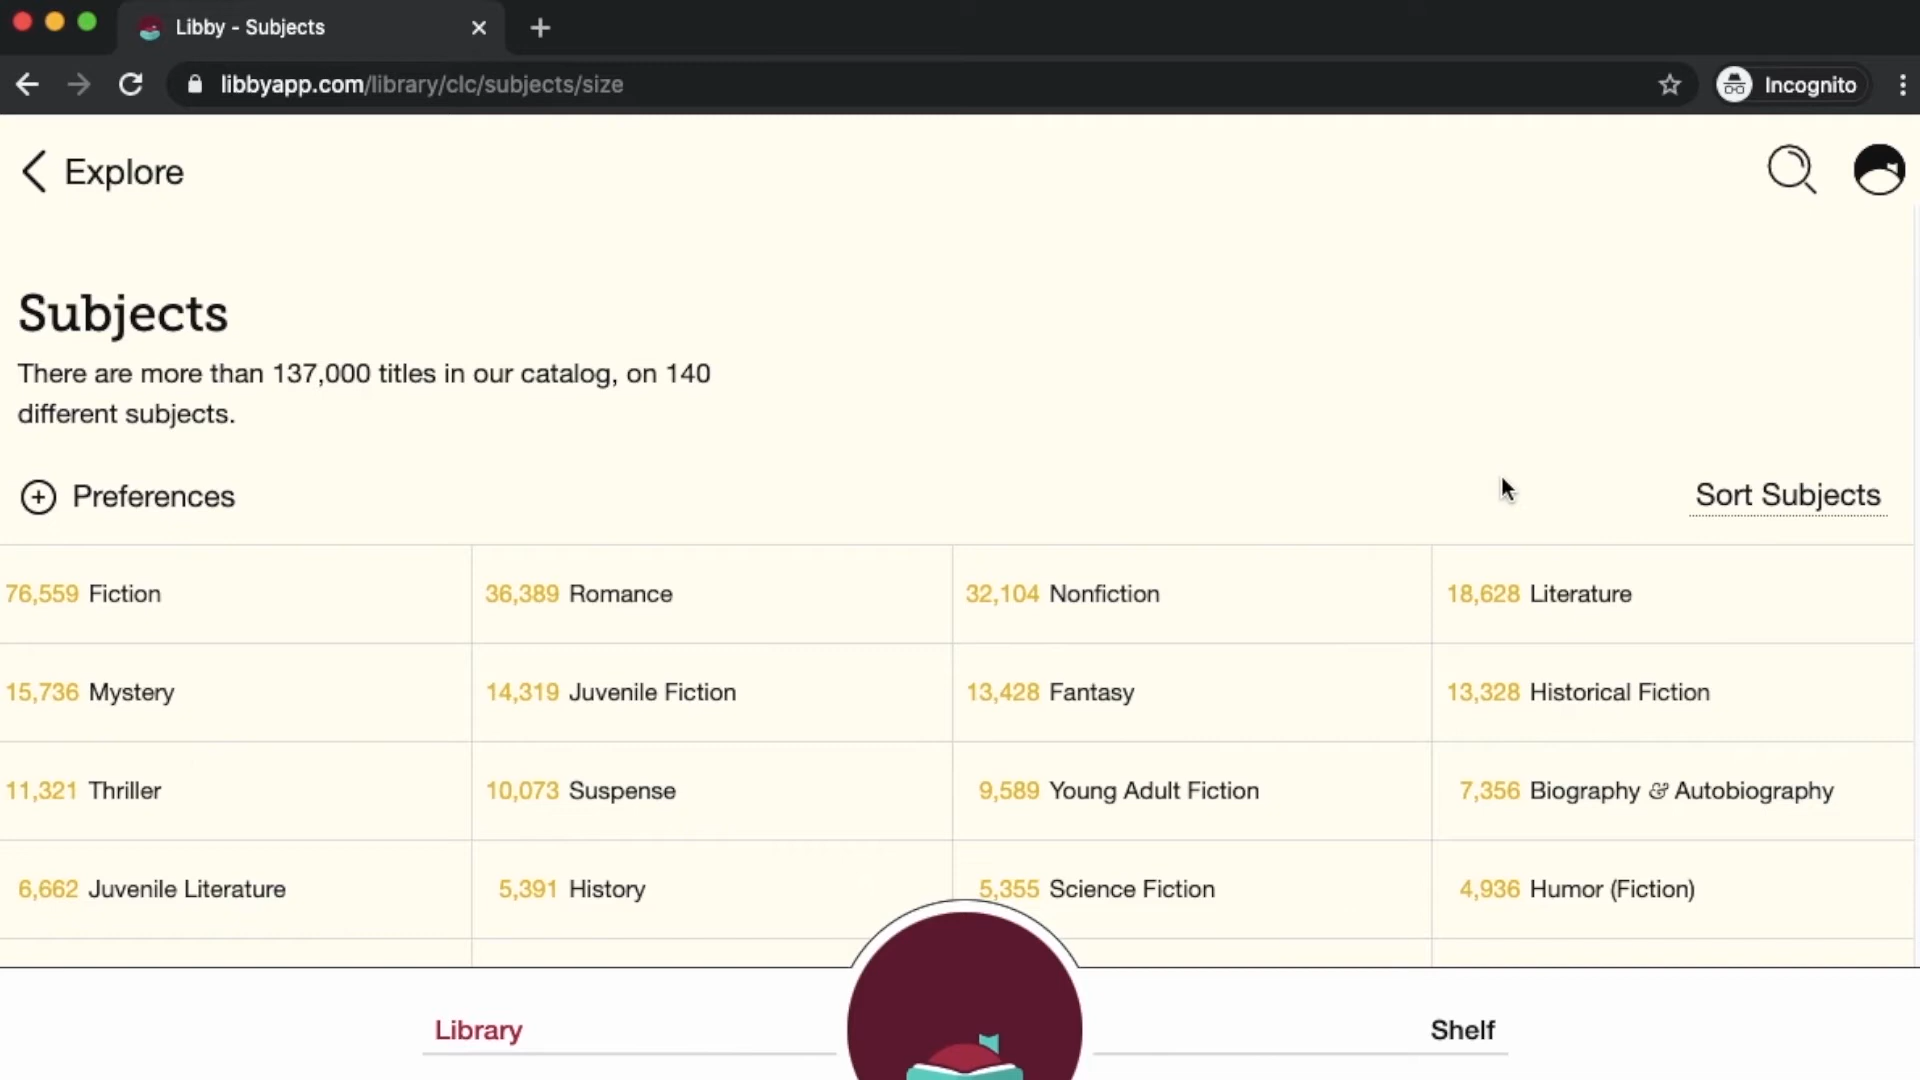 Libby - Subjects
libbyapp.com/library/clc/subjects/size
Incognito
Explore
Subjects
There are more than 137,000 titles in our catalog, on 140
different subjects.
Preferences
Sort Subjects
76,559 Fiction
36,389 Romance
32,104 Nonfiction
18,628 Literature
15,736 Mystery
14,319 Juvenile Fiction
13,428 Fantasy
13,328 Historical Fiction
11,321 Thriller
10,073 Suspense
9,589 Young Adult Fiction
7,356 Biography & Autobiography
6,662 Juvenile Literature
5,391 History
5,355 Science Fiction
4,936 Humor (Fiction)
Library
Shelf